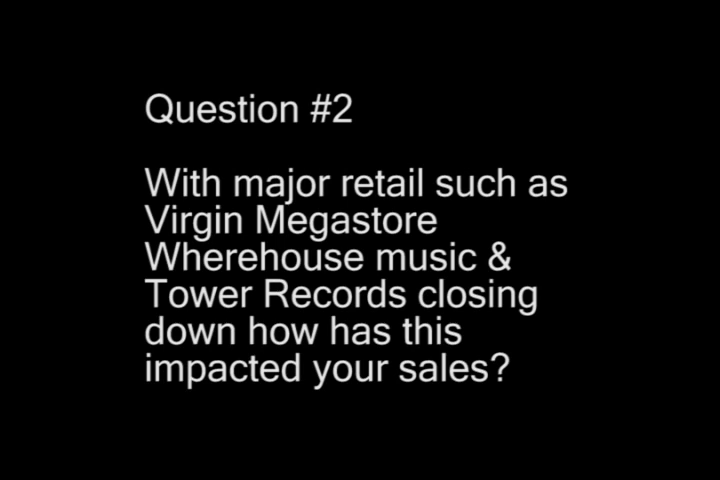 Question #2
With major retail such as
Virgin Megastore
Wherehouse music &
Tower Records closing
down how has this
impacted your sales?